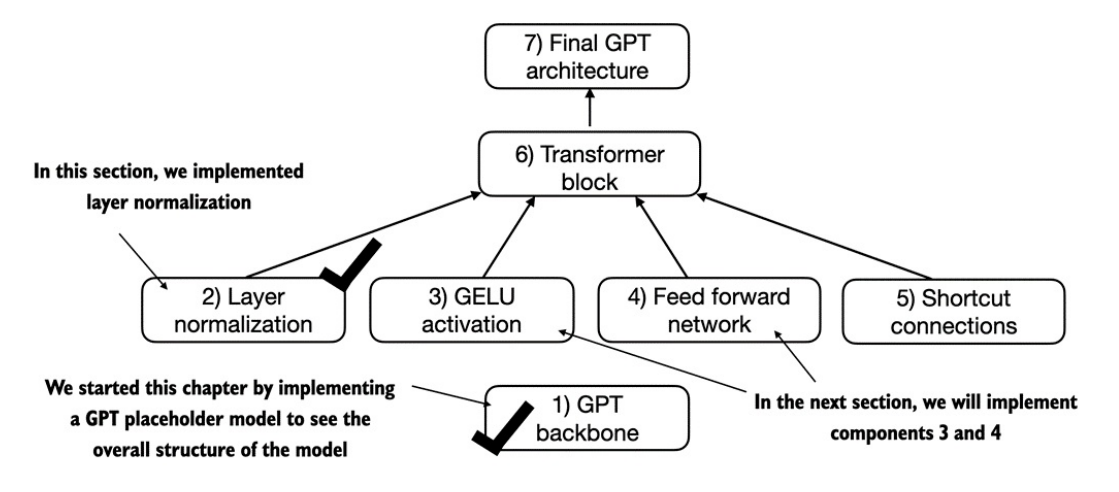 7) Final GPT
architecture
6) Transformer
block
In this section, we implemented
layer normalization
2) Layer
normalization
3) GELU
activation
4) Feed forward
network
5) Shortcut
connections
We started this chapter by implementing
a GPT placeholder model to see the
overall structure of the model
1) GPT
backbone
In the next section, we will implement
components 3 and 4